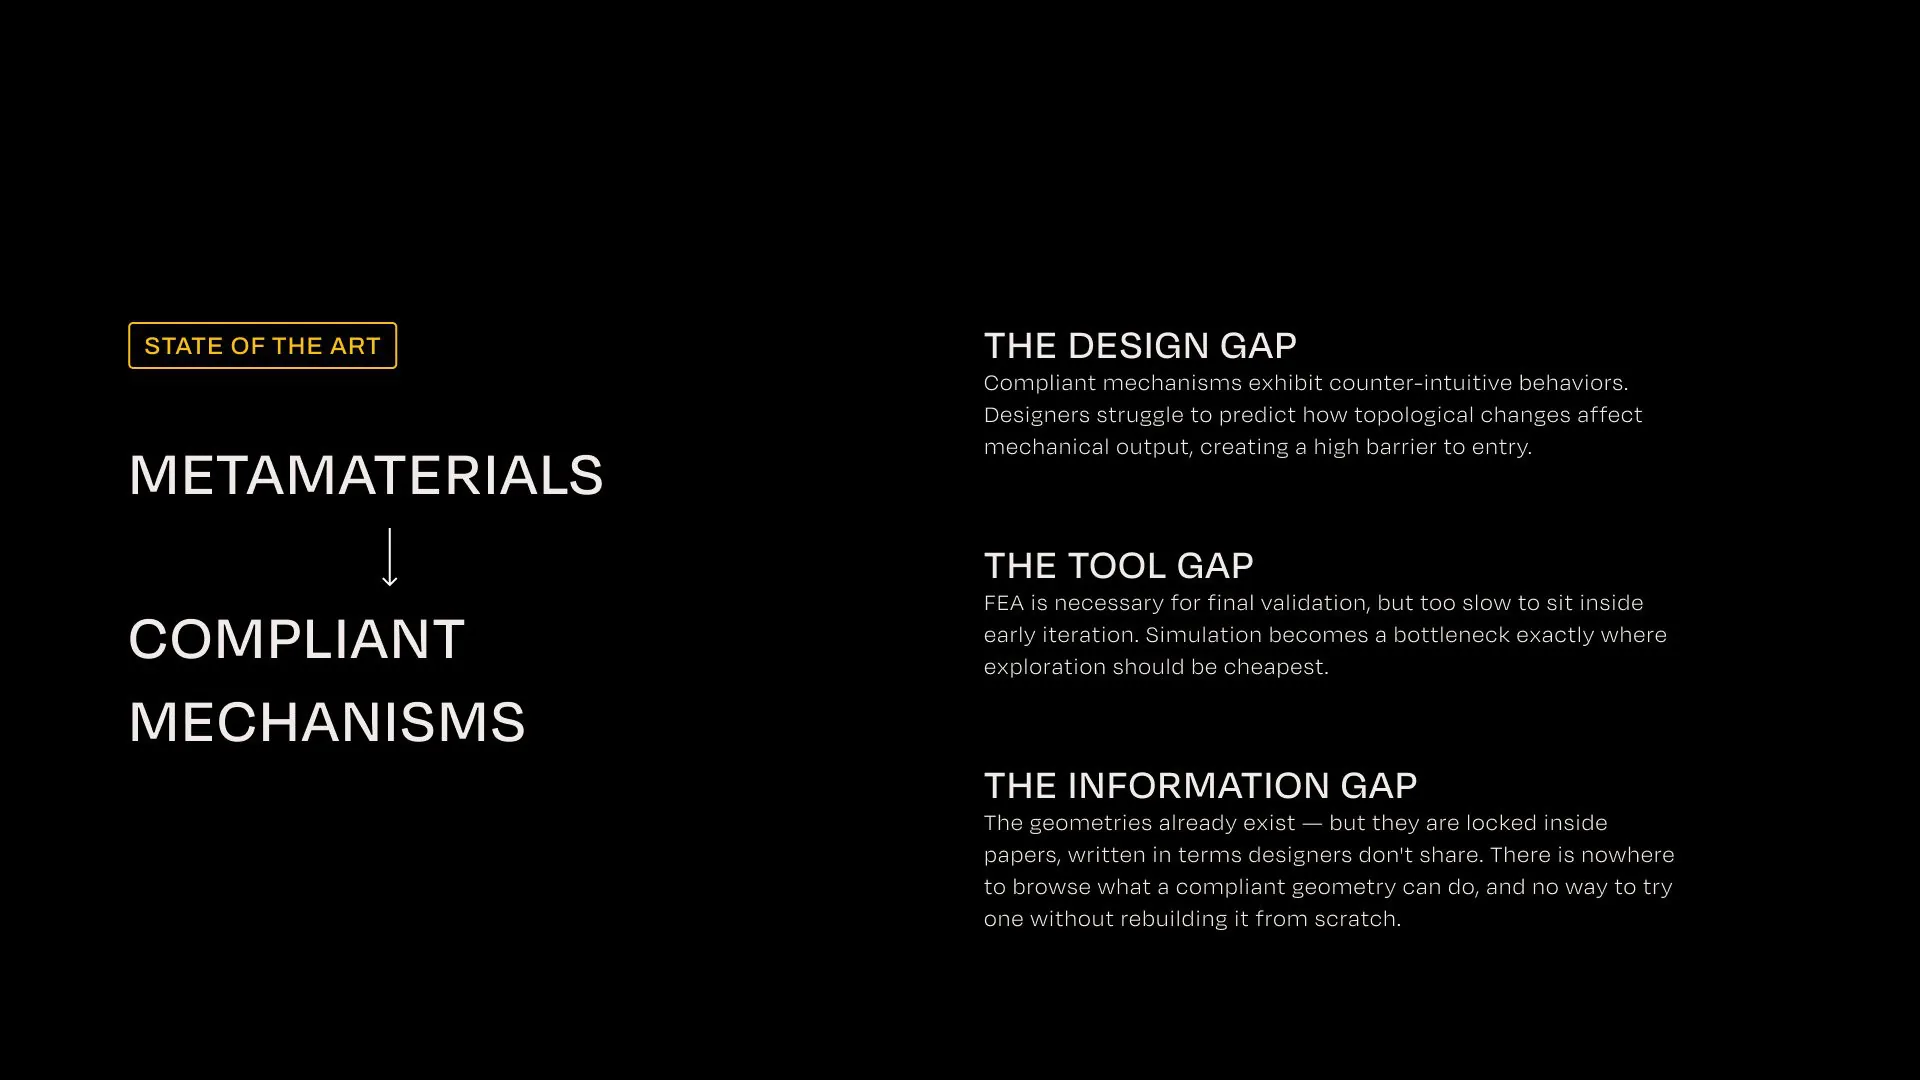 STATE OF THE ART
METAMATERIALS
COMPLIANT
MECHANISMS
THE DESIGN GAP
Compliant mechanisms exhibit counter-intuitive behaviors.
Designers struggle to predict how topological changes affect
mechanical output, creating a high barrier to entry.
THE TOOL GAP
FEA is necessary for final validation, but too slow to sit inside
early iteration. Simulation becomes a bottleneck exactly where
exploration should be cheapest.
THE INFORMATION GAP
The geometries already exist — but they are locked inside
papers, written in terms designers don't share. There is nowhere
to browse what a compliant geometry can do, and no way to try
one without rebuilding it from scratch.